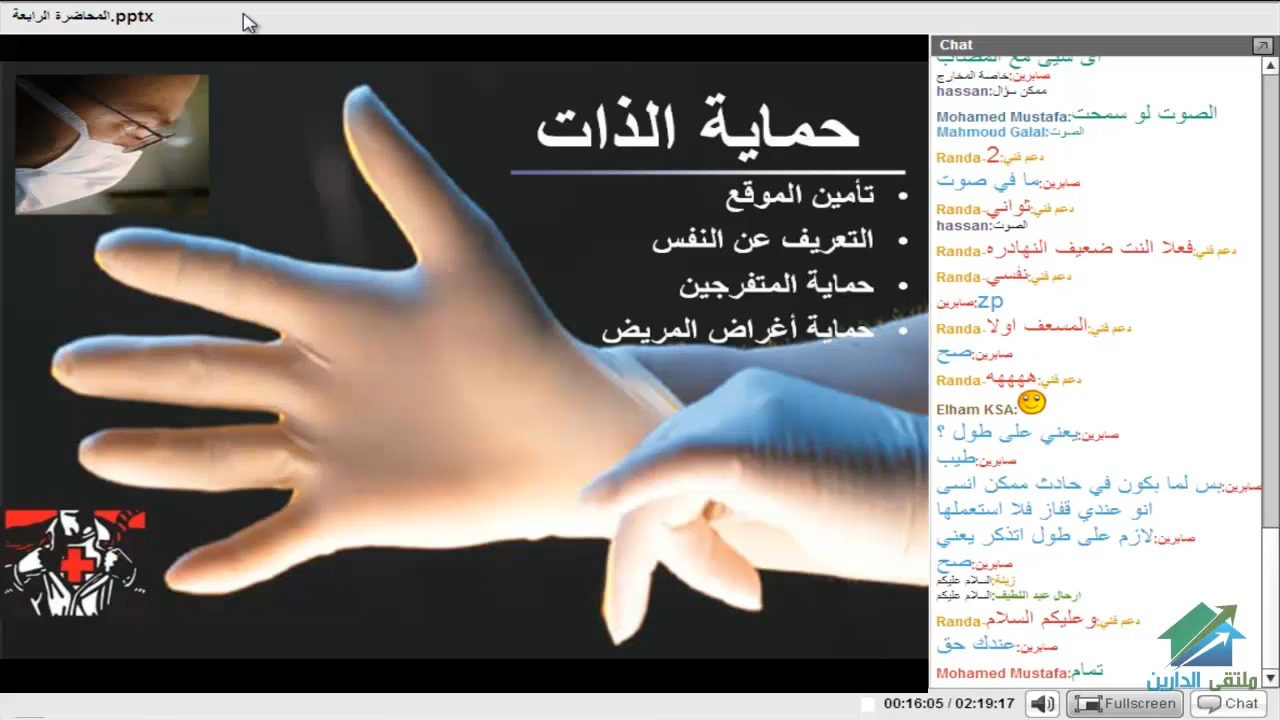 المحاضرة الرابعة.pptx
حماية الذات
• تأمين الموقع
• التعريف عن النفس
• حماية المتفرجين
• حماية أغراض المريض
Chat
اي شيئ مع المصاب
صابرين:خاصة المخارج
hassan:ممكن سؤال
Mohamed Mustafa:الصوت لو سمحت
Mahmoud Galal:الصوت
Randa-دعم فني:2
صابرين:ما في صوت
Randa-دعم فني:ثواني
hassan:الصوت
Randa-دعم فني:فعلا النت ضعيف النهادره
Randa-دعم فني:نفسي
صابرين:zp
Randa-دعم فني:المسعف اولا
صابرين:صح
Randa-دعم فني:هههههه
Elham KSA:
صابرين:يعني على طول ؟
صابرين:طيب
صابرين:بس لما بكون في حادث ممكن انسى
انو عندي قفاز فلا استعملها
صابرين:لازم على طول اتذكر يعني
صابرين:صح
زينة:السلام عليكم
ارحال عبد اللطيف:السلام عليكم
Randa-دعم فني:وعليكم السلام
صابرين:عندك حق
Mohamed Mustafa:تمام
ملتقى الدارين
00:16:05 / 02:19:17
Fullscreen
Chat